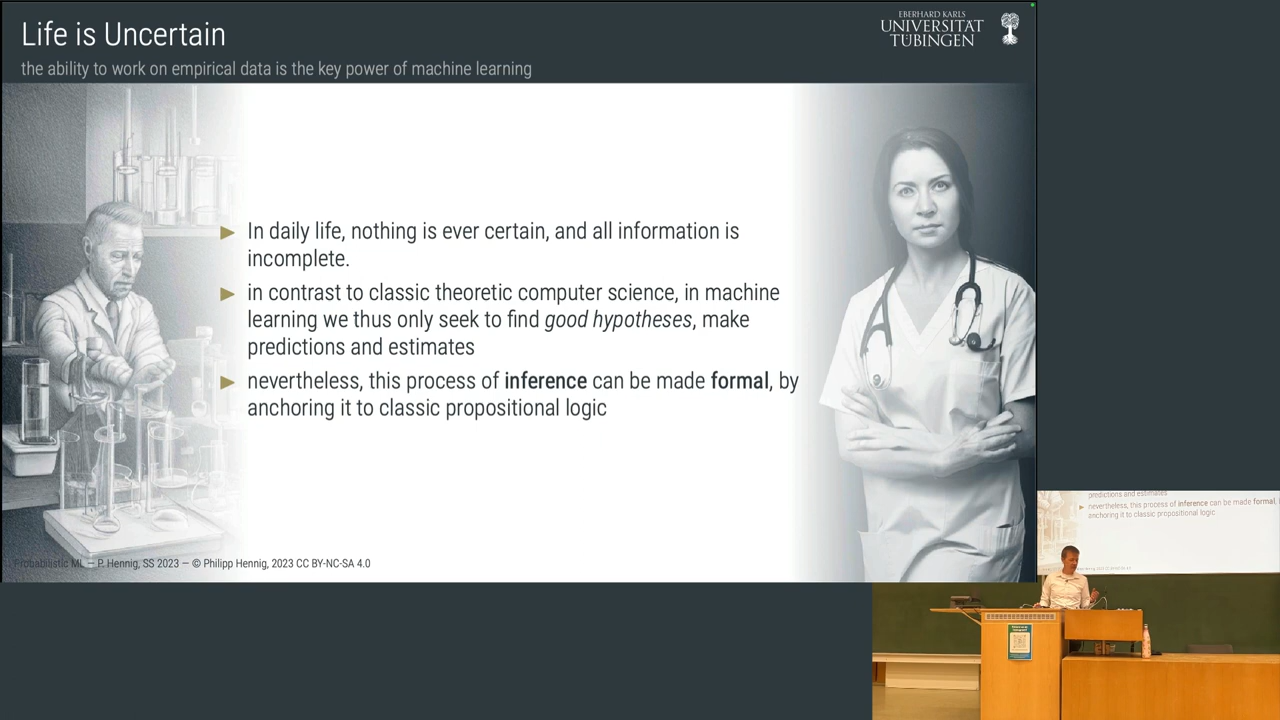 Life is Uncertain
the ability to work on empirical data is the key power of machine learning
EBERHARD KARLS
UNIVERSITÄT
TÜBINGEN
In daily life, nothing is ever certain, and all information is
incomplete.
in contrast to classic theoretic computer science, in machine
learning we thus only seek to find good hypotheses, make
predictions and estimates
nevertheless, this process of inference can be made formal, by
anchoring it to classic propositional logic
Probabilistic ML — P. Hennig, SS 2023 — © Philipp Hennig, 2023 CC BY-NC-SA 4.0
predictions and estimates
nevertheless, this process of inference can be made formal,
anchoring it to classic propositional logic